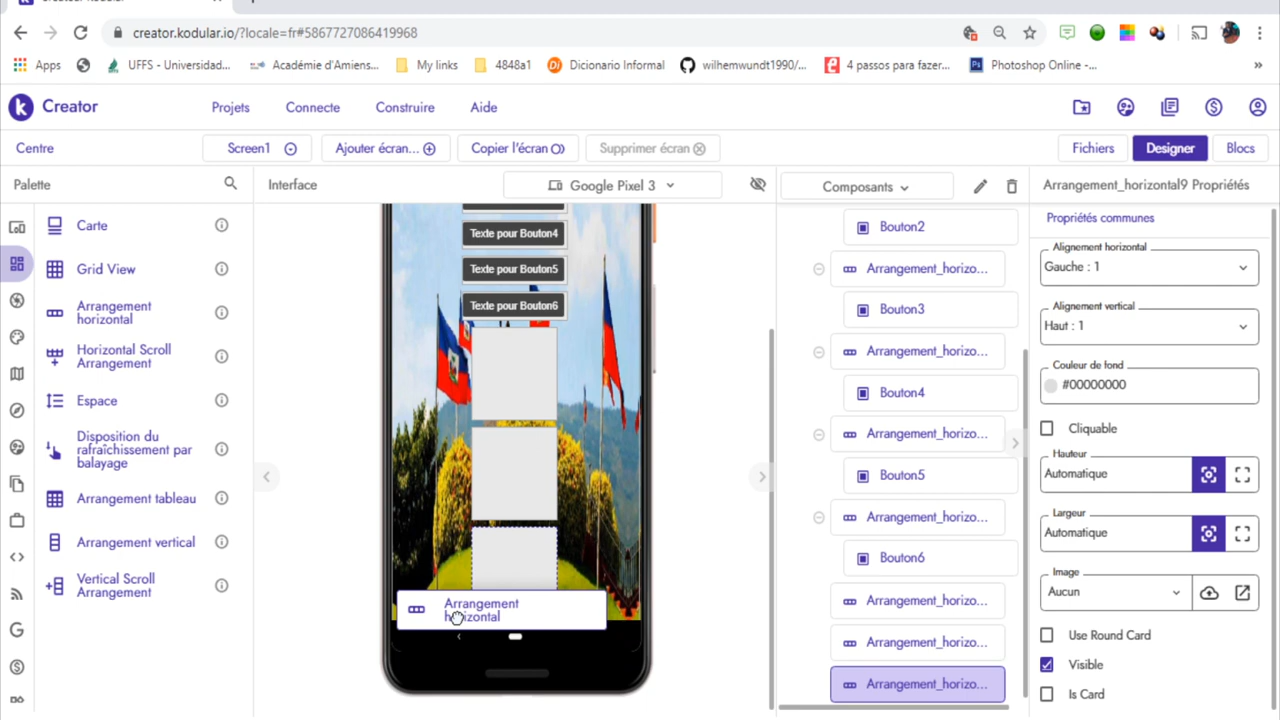 creator.kodular.io/?locale=fr#5867727086419968
Apps
UFFS - Universidad...
Académie d'Amiens...
My links
4848a1
Dicionario Informal
wilhemwundt1990/...
4 passos para fazer...
Photoshop Online -...
»
Creator
Projets
Connecte
Construire
Aide
Centre
Screen1
Ajouter écran...
Copier l'écran
Supprimer écran
Fichiers
Designer
Blocs
Palette
Interface
Google Pixel 3
Composants
Arrangement_horizontal9 Propriétés
Carte
Grid View
Arrangement
horizontal
Horizontal Scroll
Arrangement
Espace
Disposition du
rafraîchissement par
balayage
Arrangement tableau
Arrangement vertical
Vertical Scroll
Arrangement
Texte pour Bouton4
Texte pour Bouton5
Texte pour Bouton6
Arrangement
horizontal
Bouton2
Arrangement_horizo...
Bouton3
Arrangement_horizo...
Bouton4
Arrangement_horizo...
Bouton5
Arrangement_horizo...
Bouton6
Arrangement_horizo...
Arrangement_horizo...
Arrangement_horizo...
Propriétés communes
Alignement horizontal
Gauche : 1
Alignement vertical
Haut : 1
Couleur de fond
#00000000
Cliquable
Hauteur
Automatique
Largeur
Automatique
Image
Aucun
Use Round Card
Visible
Is Card